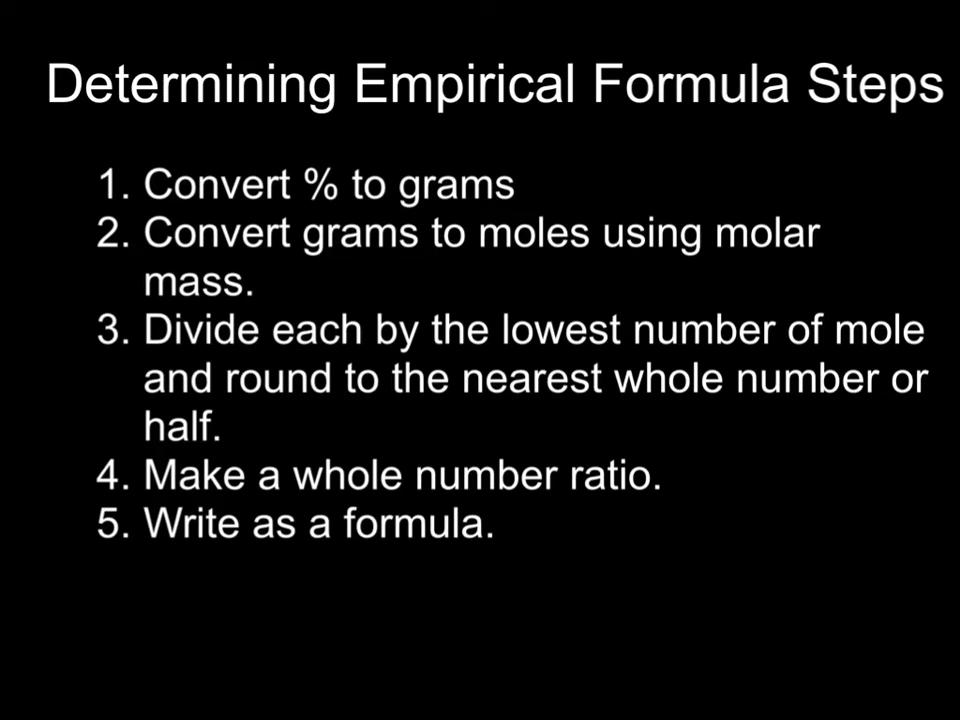 Determining Empirical Formula Steps
1. Convert % to grams
2. Convert grams to moles using molar
mass.
3. Divide each by the lowest number of mole
and round to the nearest whole number or
half.
4. Make a whole number ratio.
5. Write as a formula.